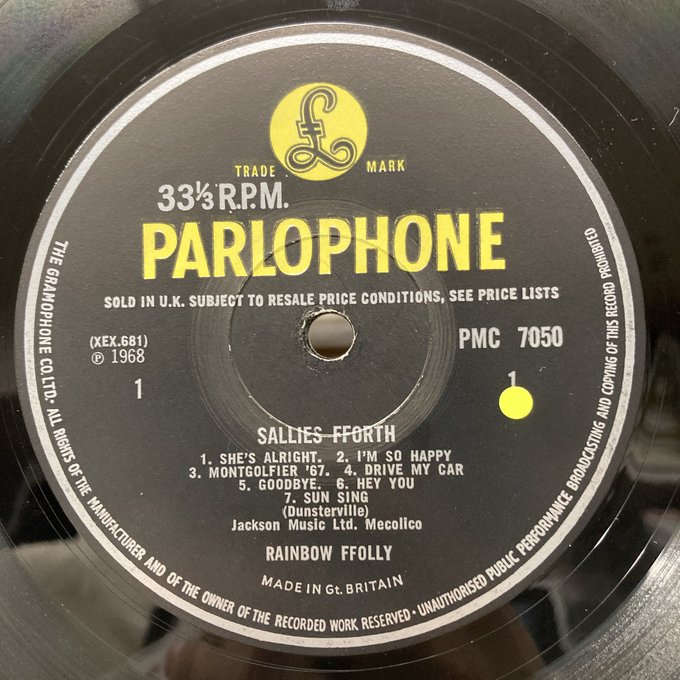 £
TRADE MARK
33⅓ R.P.M.
PARLOPHONE
SOLD IN U.K. SUBJECT TO RESALE PRICE CONDITIONS, SEE PRICE LISTS
(XEX.681)
℗ 1968
1
PMC 7050
1
SALLIES FFORTH
1. SHE'S ALRIGHT. 2. I'M SO HAPPY
3. MONTGOLFIER '67. 4. DRIVE MY CAR
5. GOODBYE. 6. HEY YOU
7. SUN SING
(Dunsterville)
Jackson Music Ltd. Mecolico
RAINBOW FFOLLY
MADE IN Gt. BRITAIN
THE GRAMOPHONE CO. LTD. · ALL RIGHTS OF THE MANUFACTURER AND OF THE OWNER OF THE RECORDED WORK RESERVED · UNAUTHORISED PUBLIC PERFORMANCE BROADCASTING AND COPYING OF THIS RECORD PROHIBITED